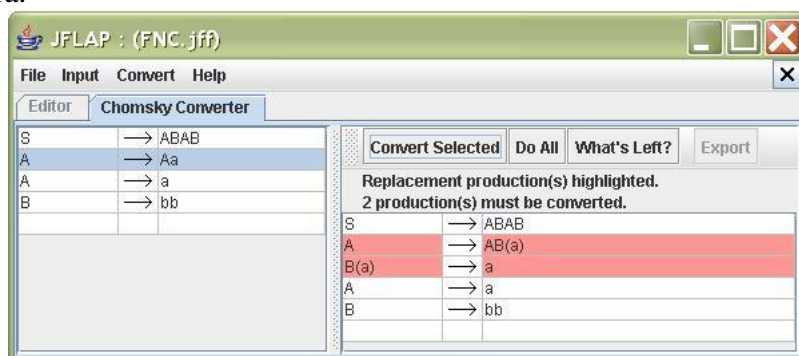 JFLAP : (FNC.jff)
File Input Convert Help
Editor Chomsky Converter
S → ABAB
A → Aa
A → a
B → bb
Convert Selected Do All What's Left? Export
Replacement production(s) highlighted.
2 production(s) must be converted.
S → ABAB
A → AB(a)
B(a) → a
A → a
B → bb